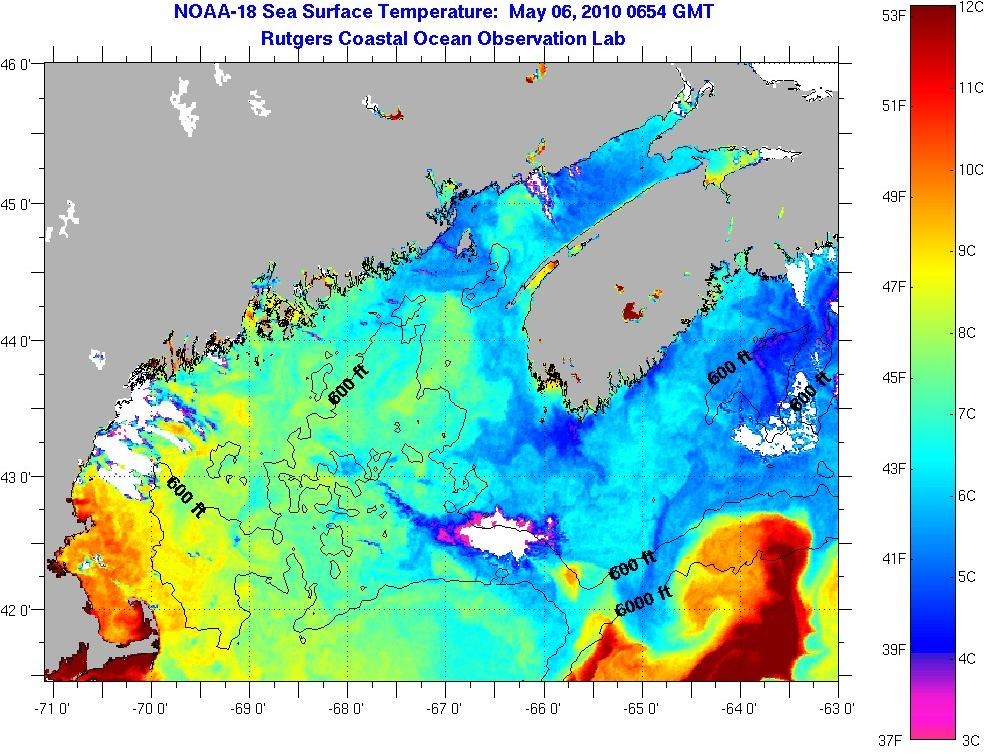 NOAA-18 Sea Surface Temperature:  May 06, 2010 0654 GMT
Rutgers Coastal Ocean Observation Lab
46 0'
45 0'
44 0'
43 0'
42 0'
-71 0'
-70 0'
-69 0'
-68 0'
-67 0'
-66 0'
-65 0'
-64 0'
-63 0'
600 ft
600 ft
600 ft
600 ft
600 ft
6000 ft
53F
51F
49F
47F
45F
43F
41F
39F
37F
12C
11C
10C
9C
8C
7C
6C
5C
4C
3C